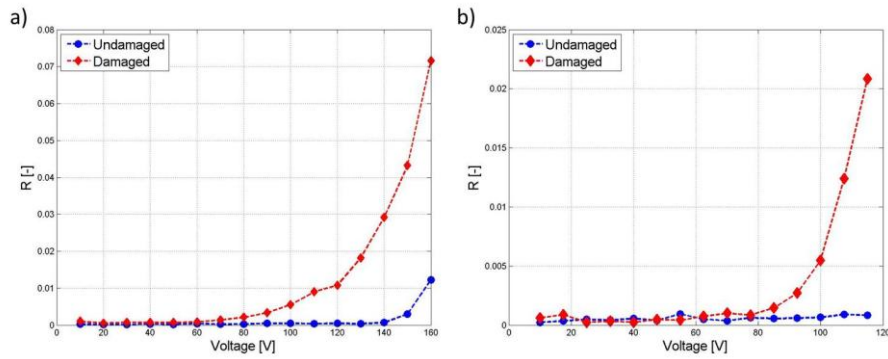 a)
0.08
0.07
0.06
0.05
0.04
0.03
0.02
0.01
0
R [-]
Undamaged
Damaged
0 20 40 60 80 100 120 140 160
Voltage [V]
b)
0.025
0.02
0.015
0.01
0.005
0
R [-]
Undamaged
Damaged
0 20 40 60 80 100 120
Voltage [V]